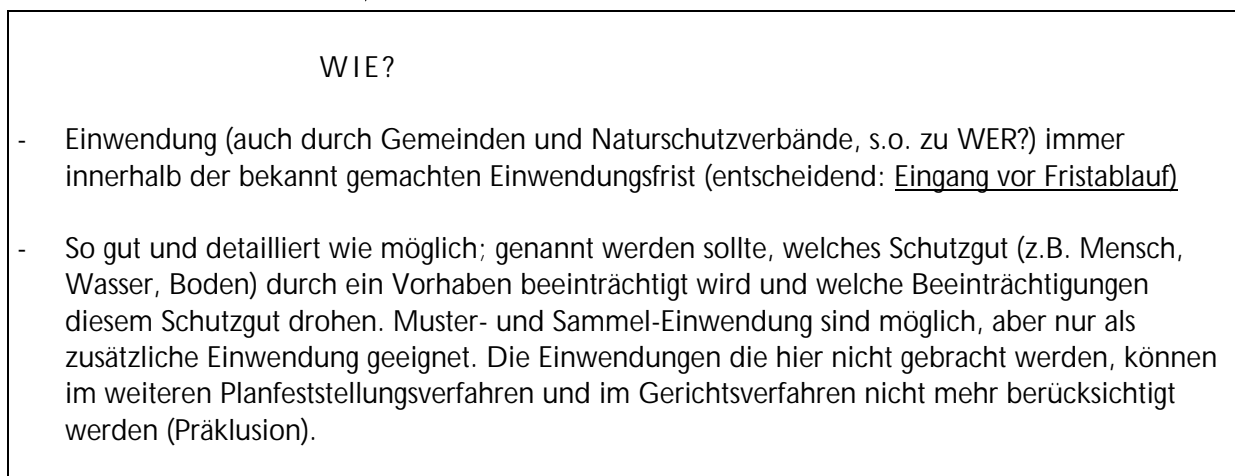 WIE?
- Einwendung (auch durch Gemeinden und Naturschutzverbände, s.o. zu WER?) immer
innerhalb der bekannt gemachten Einwendungsfrist (entscheidend: Eingang vor Fristablauf)
- So gut und detailliert wie möglich; genannt werden sollte, welches Schutzgut (z.B. Mensch,
Wasser, Boden) durch ein Vorhaben beeinträchtigt wird und welche Beeinträchtigungen
diesem Schutzgut drohen. Muster- und Sammel-Einwendung sind möglich, aber nur als
zusätzliche Einwendung geeignet. Die Einwendungen die hier nicht gebracht werden, können
im weiteren Planfeststellungsverfahren und im Gerichtsverfahren nicht mehr berücksichtigt
werden (Präklusion).